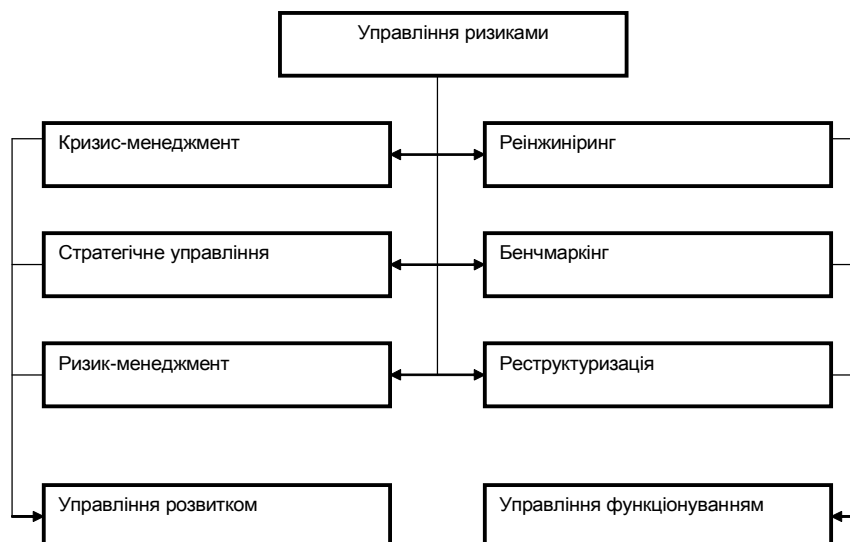 Управління ризиками
Кризис-менеджмент
Реінжиніринг
Стратегічне управління
Бенчмаркінг
Ризик-менеджмент
Реструктуризація
Управління розвитком
Управління функціонуванням